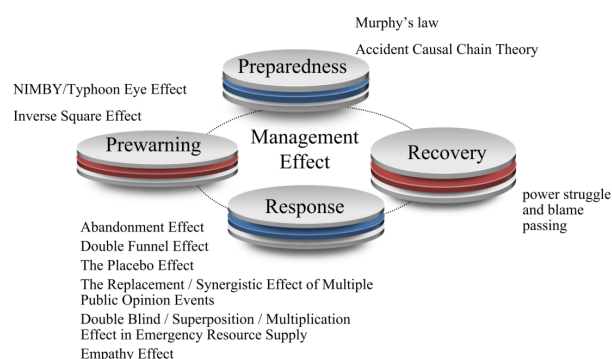 Murphy’s law
Accident Causal Chain Theory
Preparedness
NIMBY/Typhoon Eye Effect
Inverse Square Effect
Prewarning
Management
Effect
Recovery
Response
power struggle
and blame
passing
Abandonment Effect
Double Funnel Effect
The Placebo Effect
The Replacement / Synergistic Effect of Multiple
Public Opinion Events
Double Blind / Superposition / Multiplication
Effect in Emergency Resource Supply
Empathy Effect